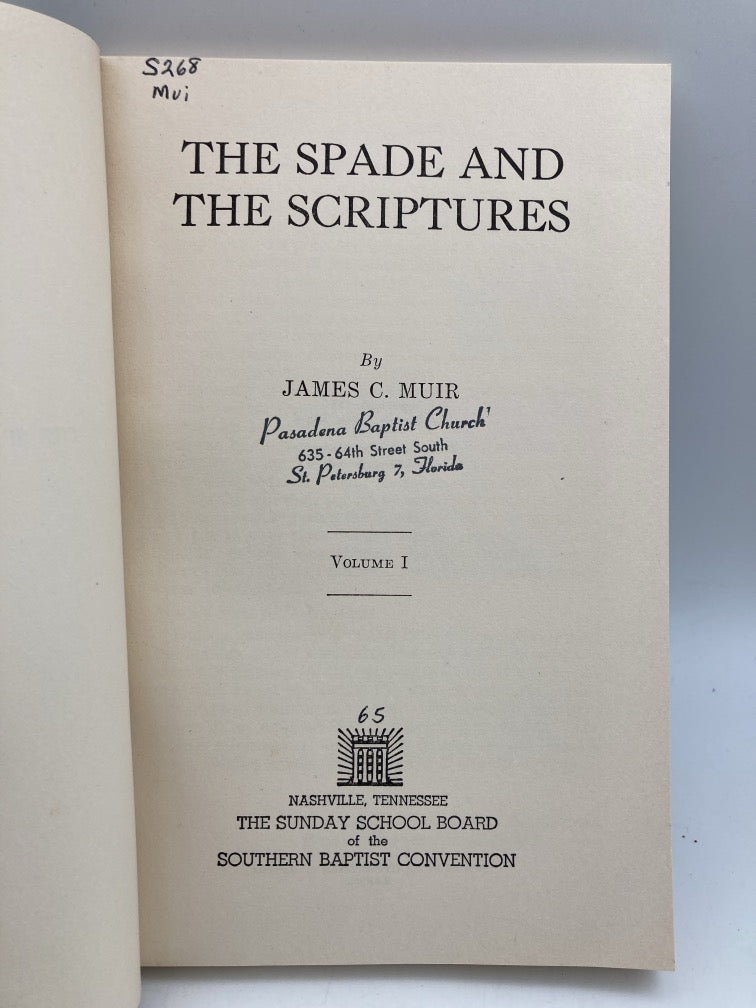 S268
Mui
THE SPADE AND
THE SCRIPTURES
By
JAMES C. MUIR
Pasadena Baptist Church
635-64th Street South
St. Petersburg 7, Florida
VOLUME I
65
NASHVILLE, TENNESSEE
THE SUNDAY SCHOOL BOARD
of the
SOUTHERN BAPTIST CONVENTION